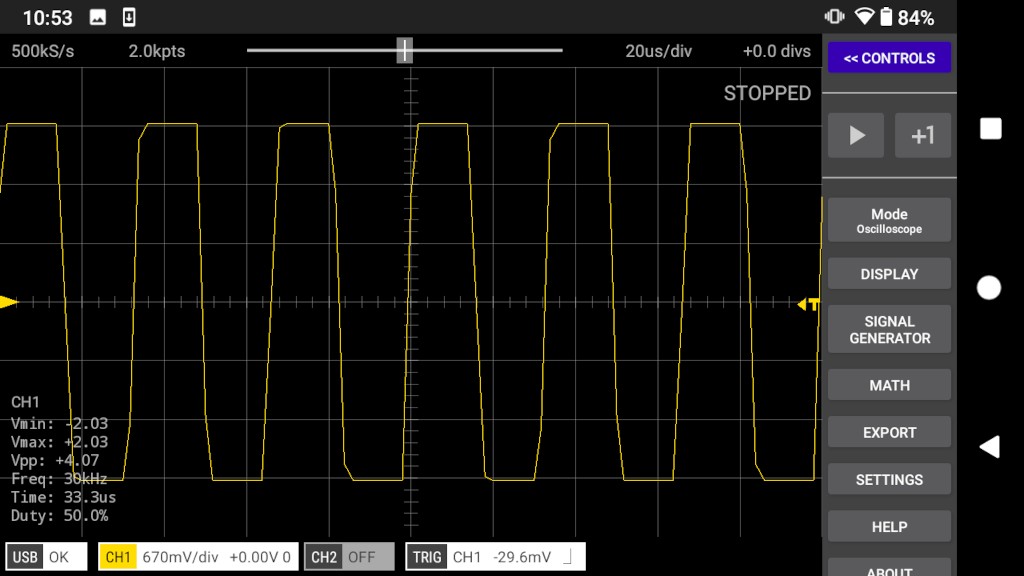 10:53
84%
500kS/s 2.0kpts 20us/div +0.0 divs
<< CONTROLS
STOPPED
+1
Mode
Oscilloscope
DISPLAY
SIGNAL
GENERATOR
MATH
EXPORT
SETTINGS
HELP
ABOUT
T
CH1
Vmin: -2.03
Vmax: +2.03
Vpp: +4.07
Freq: 30kHz
Time: 33.3us
Duty: 50.0%
USB OK CH1 670mV/div +0.00V 0 CH2 OFF TRIG CH1 -29.6mV